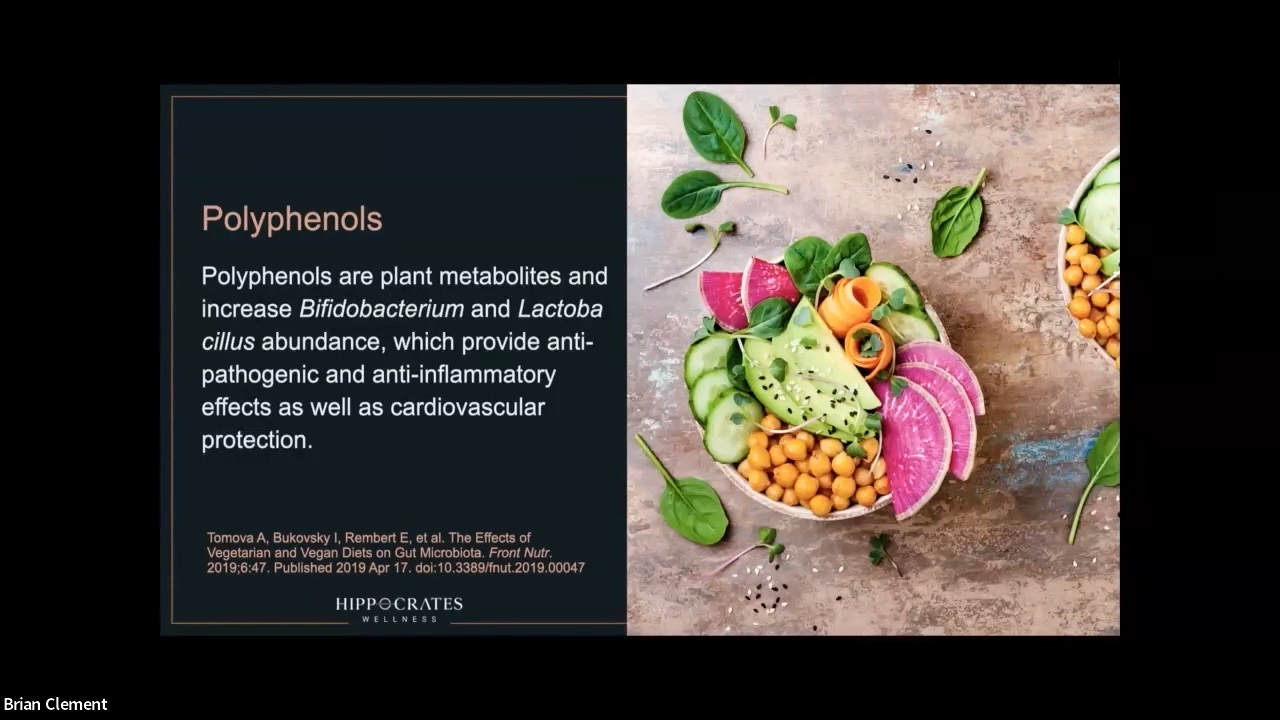 Polyphenols
Polyphenols are plant metabolites and
increase Bifidobacterium and Lactoba
cillus abundance, which provide anti-
pathogenic and anti-inflammatory
effects as well as cardiovascular
protection.
Tomova A, Bukovsky I, Rembert E, et al. The Effects of
Vegetarian and Vegan Diets on Gut Microbiota. Front Nutr.
2019;6:47. Published 2019 Apr 17. doi:10.3389/fnut.2019.00047
HIPPOCRATES
WELLNESS
Brian Clement